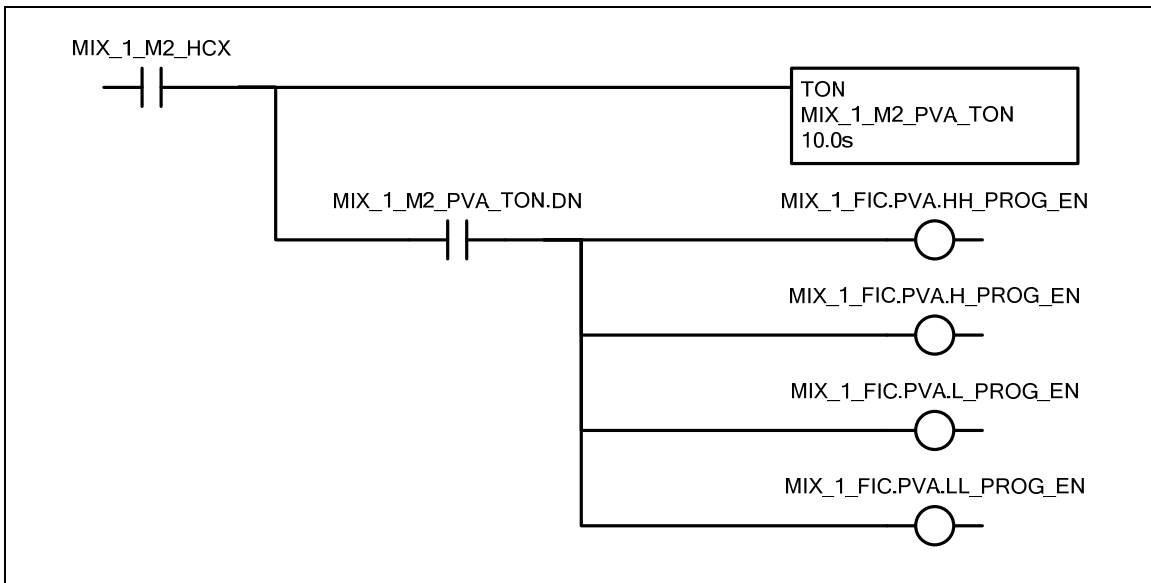 MIX_1_M2_HCX
TON
MIX_1_M2_PVA_TON
10.0s
MIX_1_M2_PVA_TON.DN
MIX_1_FIC.PVA.HH_PROG_EN
MIX_1_FIC.PVA.H_PROG_EN
MIX_1_FIC.PVA.L_PROG_EN
MIX_1_FIC.PVA.LL_PROG_EN